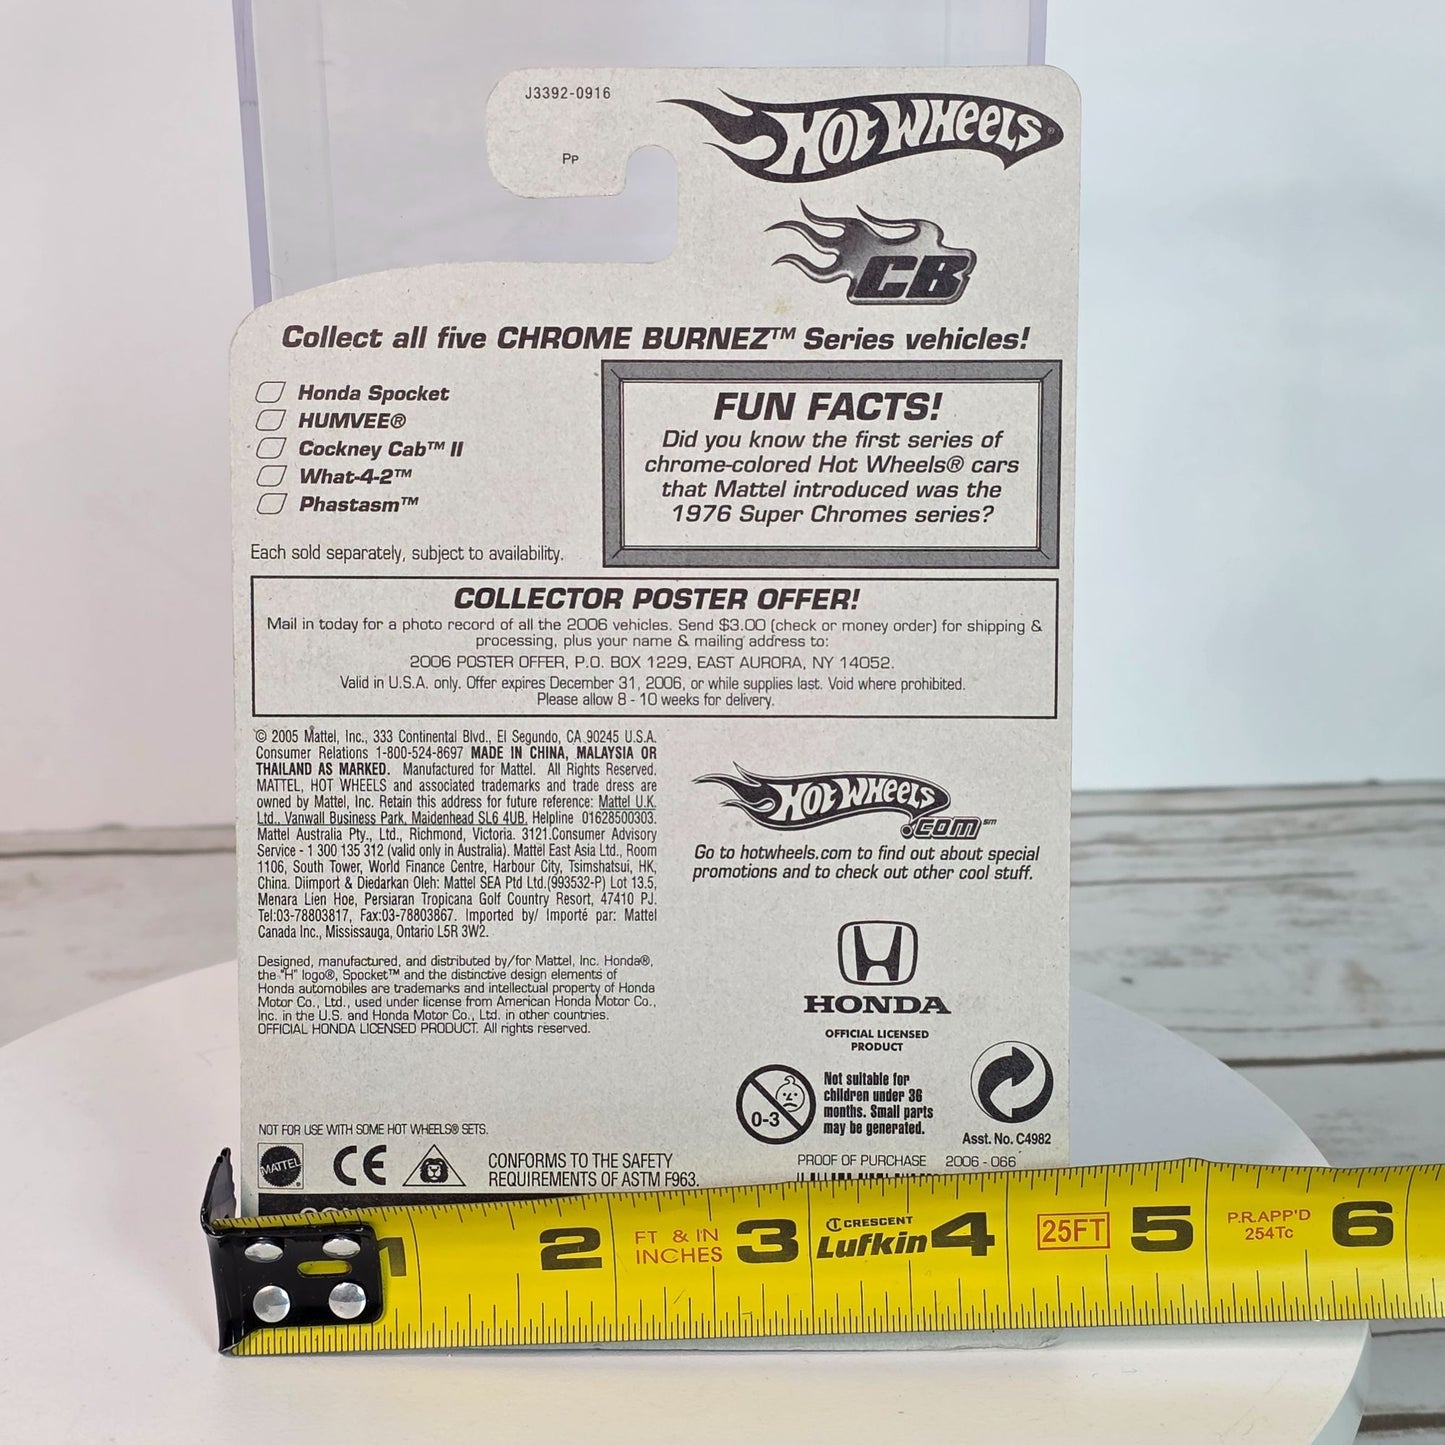 J3392-0916
Pp
HOT WHEELS®
CB
Collect all five CHROME BURNEZ™ Series vehicles!
Honda Spocket
HUMVEE®
Cockney Cab™ II
What-4-2™
Phastasm™
Each sold separately, subject to availability.
FUN FACTS!
Did you know the first series of
chrome-colored Hot Wheels® cars
that Mattel introduced was the
1976 Super Chromes series?
COLLECTOR POSTER OFFER!
Mail in today for a photo record of all the 2006 vehicles. Send $3.00 (check or money order) for shipping &
processing, plus your name & mailing address to:
2006 POSTER OFFER, P.O. BOX 1229, EAST AURORA, NY 14052.
Valid in U.S.A. only. Offer expires December 31, 2006, or while supplies last. Void where prohibited.
Please allow 8 - 10 weeks for delivery.
© 2005 Mattel, Inc., 333 Continental Blvd., El Segundo, CA 90245 U.S.A.
Consumer Relations 1-800-524-8697 MADE IN CHINA, MALAYSIA OR
THAILAND AS MARKED. Manufactured for Mattel. All Rights Reserved.
MATTEL, HOT WHEELS and associated trademarks and trade dress are
owned by Mattel, Inc. Retain this address for future reference: Mattel U.K.
Ltd., Vanwall Business Park, Maidenhead SL6 4UB. Helpline 01628500303.
Mattel Australia Pty., Ltd., Richmond, Victoria. 3121.Consumer Advisory
Service - 1 300 135 312 (valid only in Australia). Mattel East Asia Ltd., Room
1106, South Tower, World Finance Centre, Harbour City, Tsimshatsui, HK,
China. Diimport & Diedarkan Oleh: Mattel SEA Ptd Ltd.(993532-P) Lot 13.5,
Menara Lien Hoe, Persiaran Tropicana Golf Country Resort, 47410 PJ.
Tel:03-78803817, Fax:03-78803867. Imported by/ Importé par: Mattel
Canada Inc., Mississauga, Ontario L5R 3W2.
Designed, manufactured, and distributed by/for Mattel, Inc. Honda®,
the "H" logo®, Spocket™ and the distinctive design elements of
Honda automobiles are trademarks and intellectual property of Honda
Motor Co., Ltd., used under license from American Honda Motor Co.,
Inc. in the U.S. and Honda Motor Co., Ltd. in other countries.
OFFICIAL HONDA LICENSED PRODUCT. All rights reserved.
HOT WHEELS
.COM℠
Go to hotwheels.com to find out about special
promotions and to check out other cool stuff.
HONDA
OFFICIAL LICENSED
PRODUCT
0-3
Not suitable for
children under 36
months. Small parts
may be generated.
Asst. No. C4982
NOT FOR USE WITH SOME HOT WHEELS® SETS.
MATTEL®
CE
CONFORMS TO THE SAFETY
REQUIREMENTS OF ASTM F963.
PROOF OF PURCHASE 2006 - 066
1 2 FT & IN INCHES 3 CRESCENT Lufkin 4 25FT 5 P.R.APP'D 254Tc 6